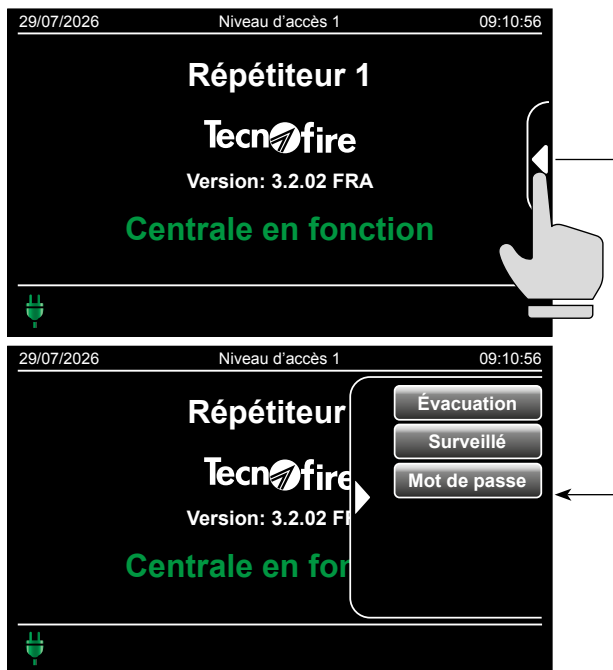 29/07/2026 Niveau d'accès 1 09:10:56
Répétiteur 1
Tecnofire
Version: 3.2.02 FRA
Centrale en fonction
29/07/2026 Niveau d'accès 1 09:10:56
Répétiteur
Évacuation
Surveillé
Tecnofire
Mot de passe
Version: 3.2.02 F
Centrale en for